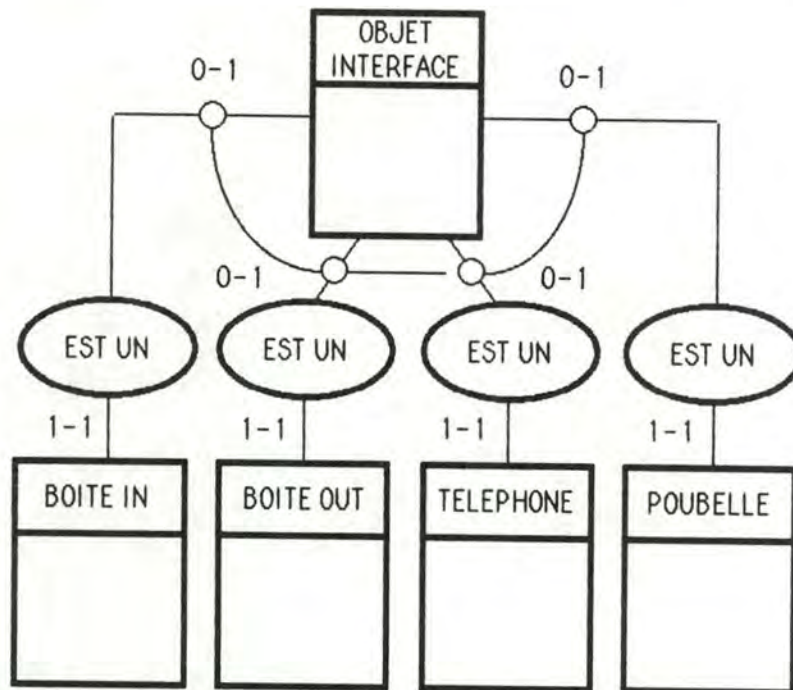 OBJET
INTERFACE
0-1
0-1
0-1
0-1
EST UN
EST UN
EST UN
EST UN
1-1
1-1
1-1
1-1
BOITE IN
BOITE OUT
TELEPHONE
POUBELLE